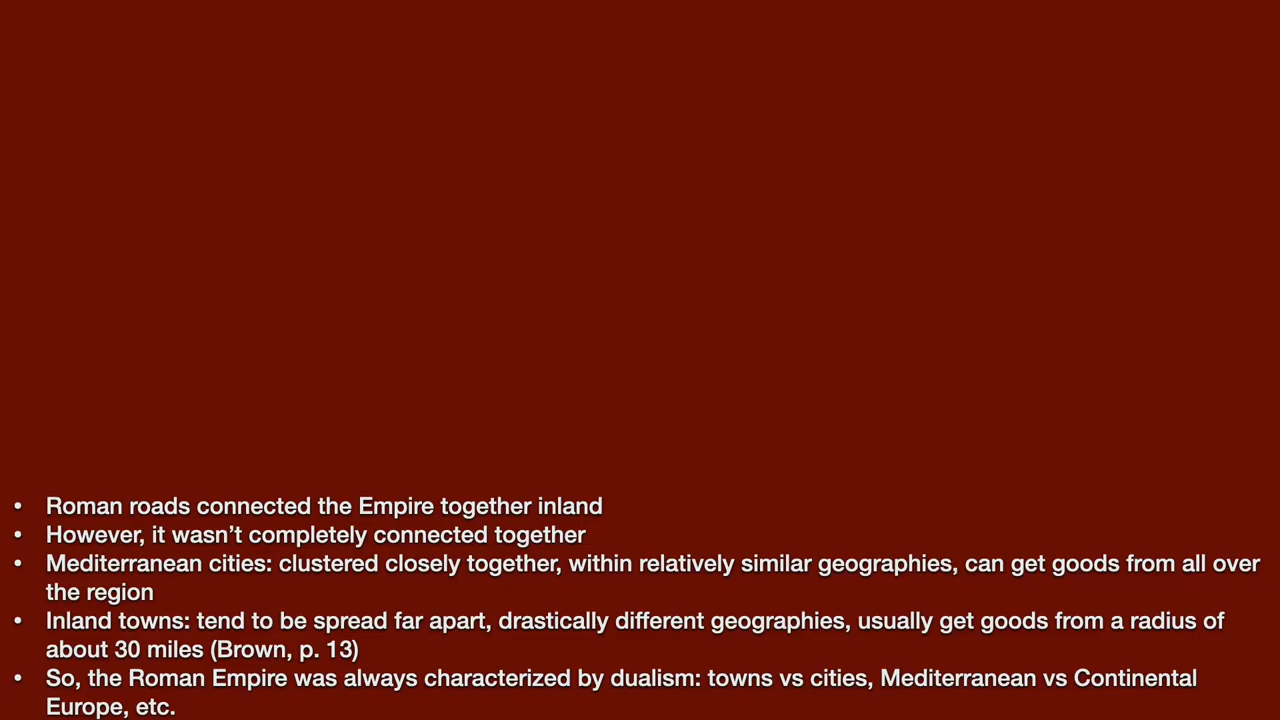 • Roman roads connected the Empire together inland
• However, it wasn’t completely connected together
• Mediterranean cities: clustered closely together, within relatively similar geographies, can get goods from all over
the region
• Inland towns: tend to be spread far apart, drastically different geographies, usually get goods from a radius of
about 30 miles (Brown, p. 13)
• So, the Roman Empire was always characterized by dualism: towns vs cities, Mediterranean vs Continental
Europe, etc.